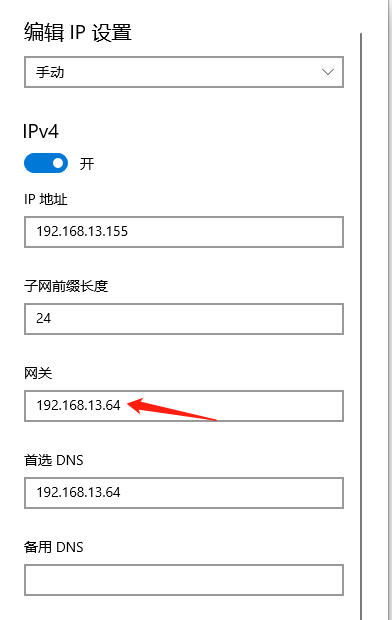 编辑 IP 设置
手动
IPv4
开
IP 地址
192.168.13.155
子网前缀长度
24
网关
192.168.13.64
首选 DNS
192.168.13.64
备用 DNS